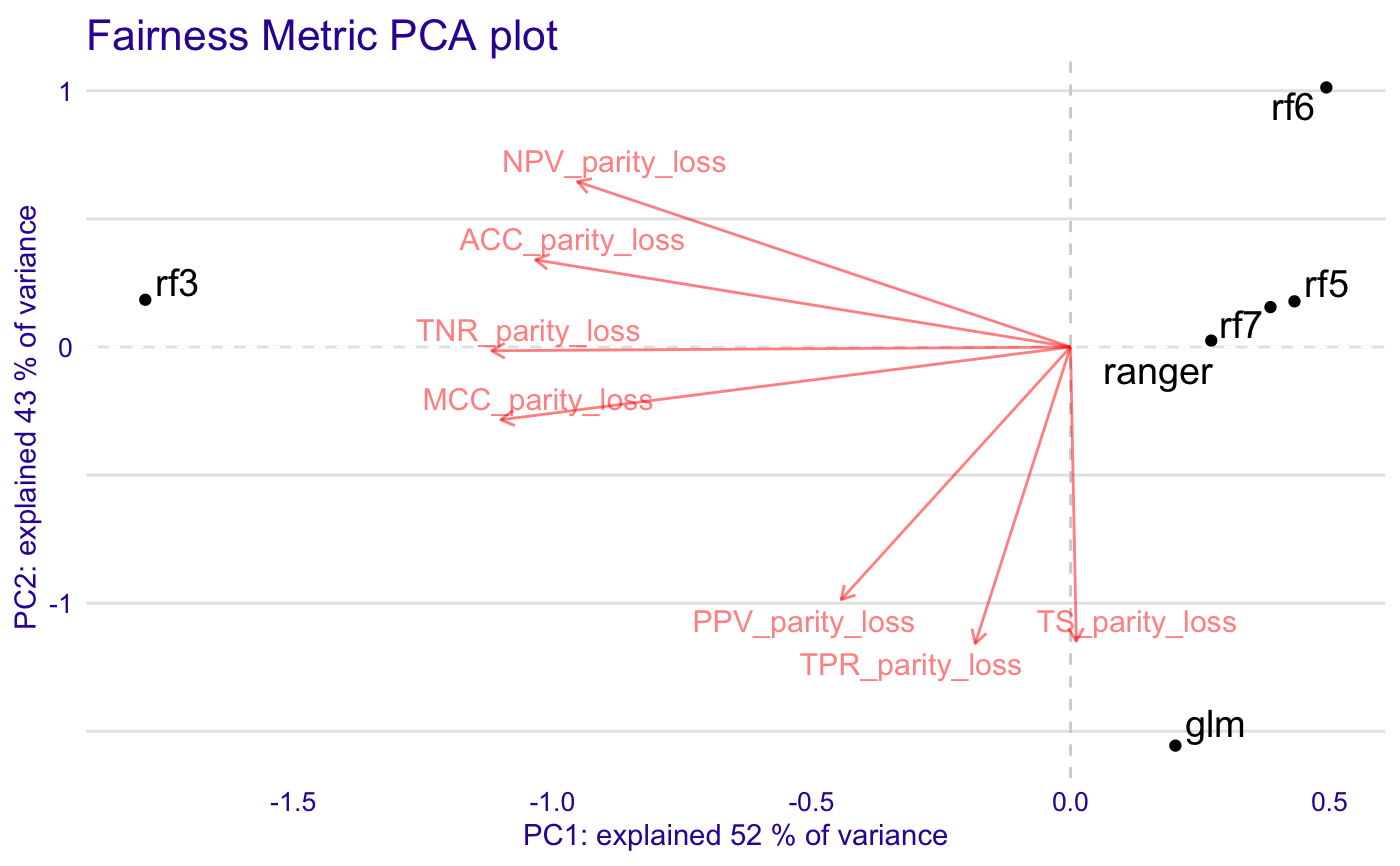 Fairness Metric PCA plot
PC2: explained 43 % of variance
1
0
-1
rf6
NPV_parity_loss
ACC_parity_loss
rf3
rf5
TNR_parity_loss
rf7
ranger
MCC_parity_loss
PPV_parity_loss
TS_parity_loss
TPR_parity_loss
glm
-1.5
-1.0
-0.5
0.0
0.5
PC1: explained 52 % of variance